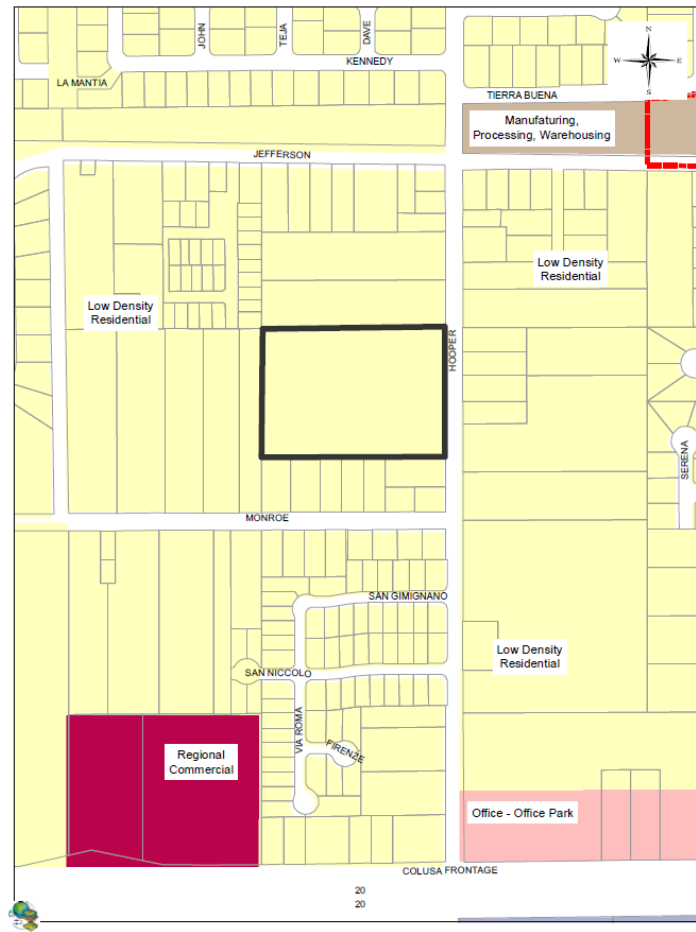 JOHN
TEJA
DAVE
KENNEDY
N
W
E
S
LA MANTIA
TIERRA BUENA
Manufaturing,
Processing, Warehousing
JEFFERSON
Low Density
Residential
Low Density
Residential
HOOPER
SERENA
MONROE
SAN GIMIGNANO
Low Density
Residential
SAN NICCOLO
VIA ROMA
FIRENZE
Regional
Commercial
Office - Office Park
COLUSA FRONTAGE
20
20